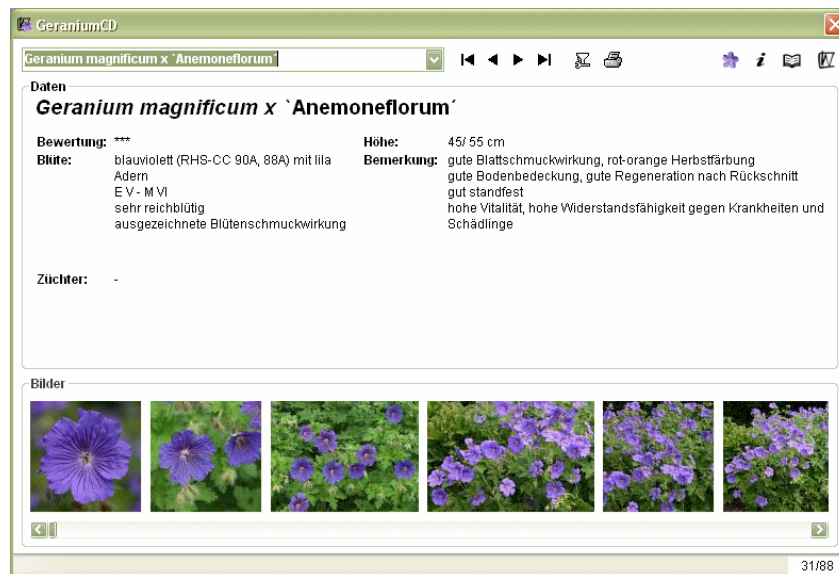 GeraniumCD
Geranium magnificum x `Anemoneflorum´
Daten
Geranium magnificum x `Anemoneflorum´
Bewertung: ***
Höhe: 45/ 55 cm
Blüte: blauviolett (RHS-CC 90A, 88A) mit lila
Adern
E V - M VI
sehr reichblütig
ausgezeichnete Blütenschmuckwirkung
Bemerkung: gute Blattschmuckwirkung, rot-orange Herbstfärbung
gute Bodenbedeckung, gute Regeneration nach Rückschnitt
gut standfest
hohe Vitalität, hohe Widerstandsfähigkeit gegen Krankheiten und
Schädlinge
Züchter: -
Bilder
31/88